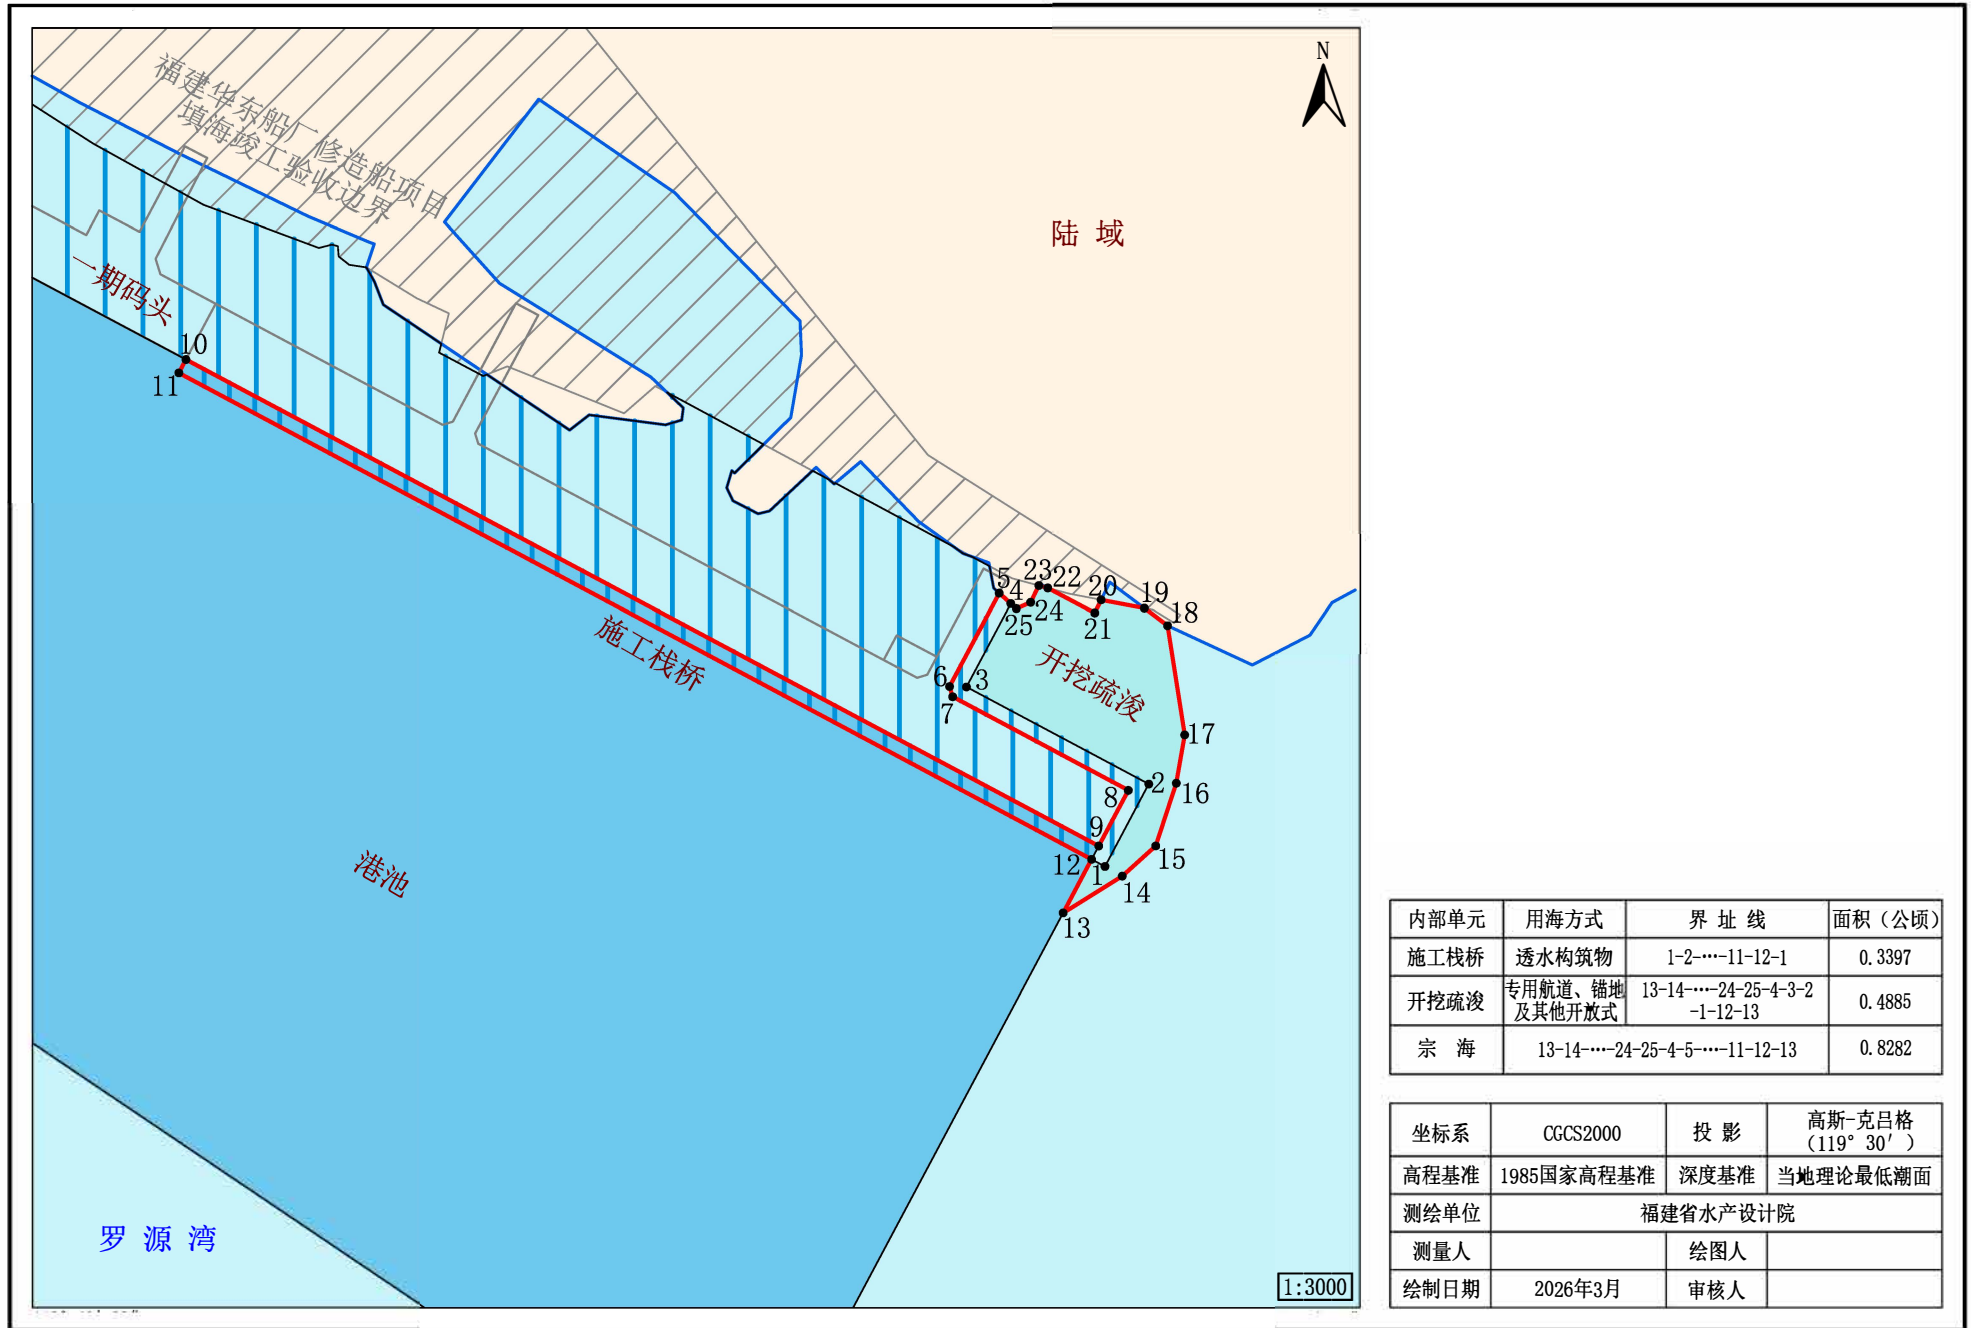 N
福建华东船厂修造船项目
填海竣工验收边界
陆 域
一期码头
10
11
5
4
23
22
20
19
18
24
25
21
开挖疏浚
施工栈桥
6
3
7
17
2
8
16
9
15
12
1
14
13
港池
罗 源 湾
1:3000
内部单元 用海方式 界 址 线 面积（公顷）
施工栈桥 透水构筑物 1-2-…-11-12-1 0.3397
开挖疏浚 专用航道、锚地及其他开放式 13-14-…-24-25-4-3-2-1-12-13 0.4885
宗 海 13-14-…-24-25-4-5-…-11-12-13 0.8282
坐标系 CGCS2000 投 影 高斯-克吕格（119° 30′）
高程基准 1985国家高程基准 深度基准 当地理论最低潮面
测绘单位 福建省水产设计院
测量人 绘图人
绘制日期 2026年3月 审核人